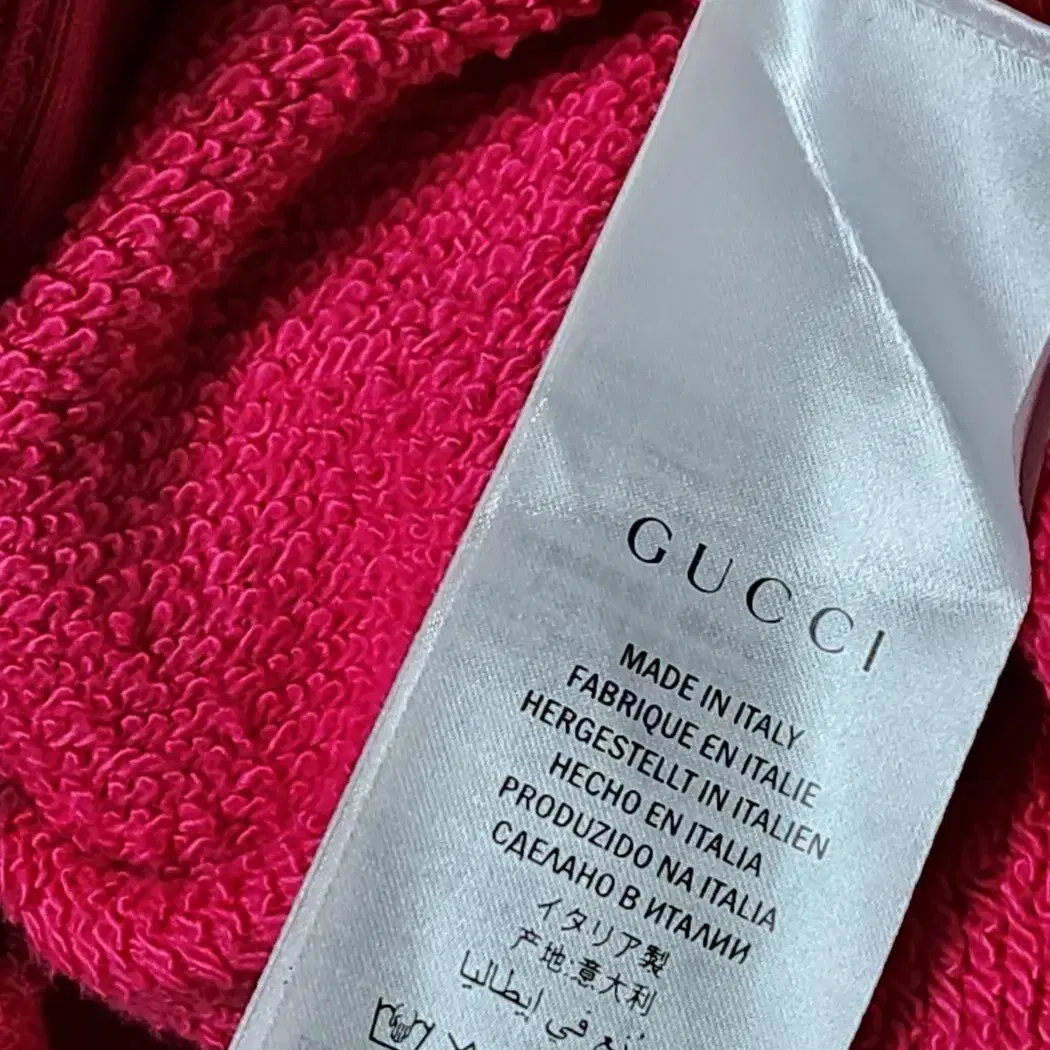 GUCCI
MADE IN ITALY
FABRIQUE EN ITALIE
HERGESTELLT IN ITALIEN
HECHO EN ITALIA
PRODUZIDO NA ITALIA
СДЕЛАНО В ИТАЛИИ
イタリア製
产地:意大利
في إيطاليا